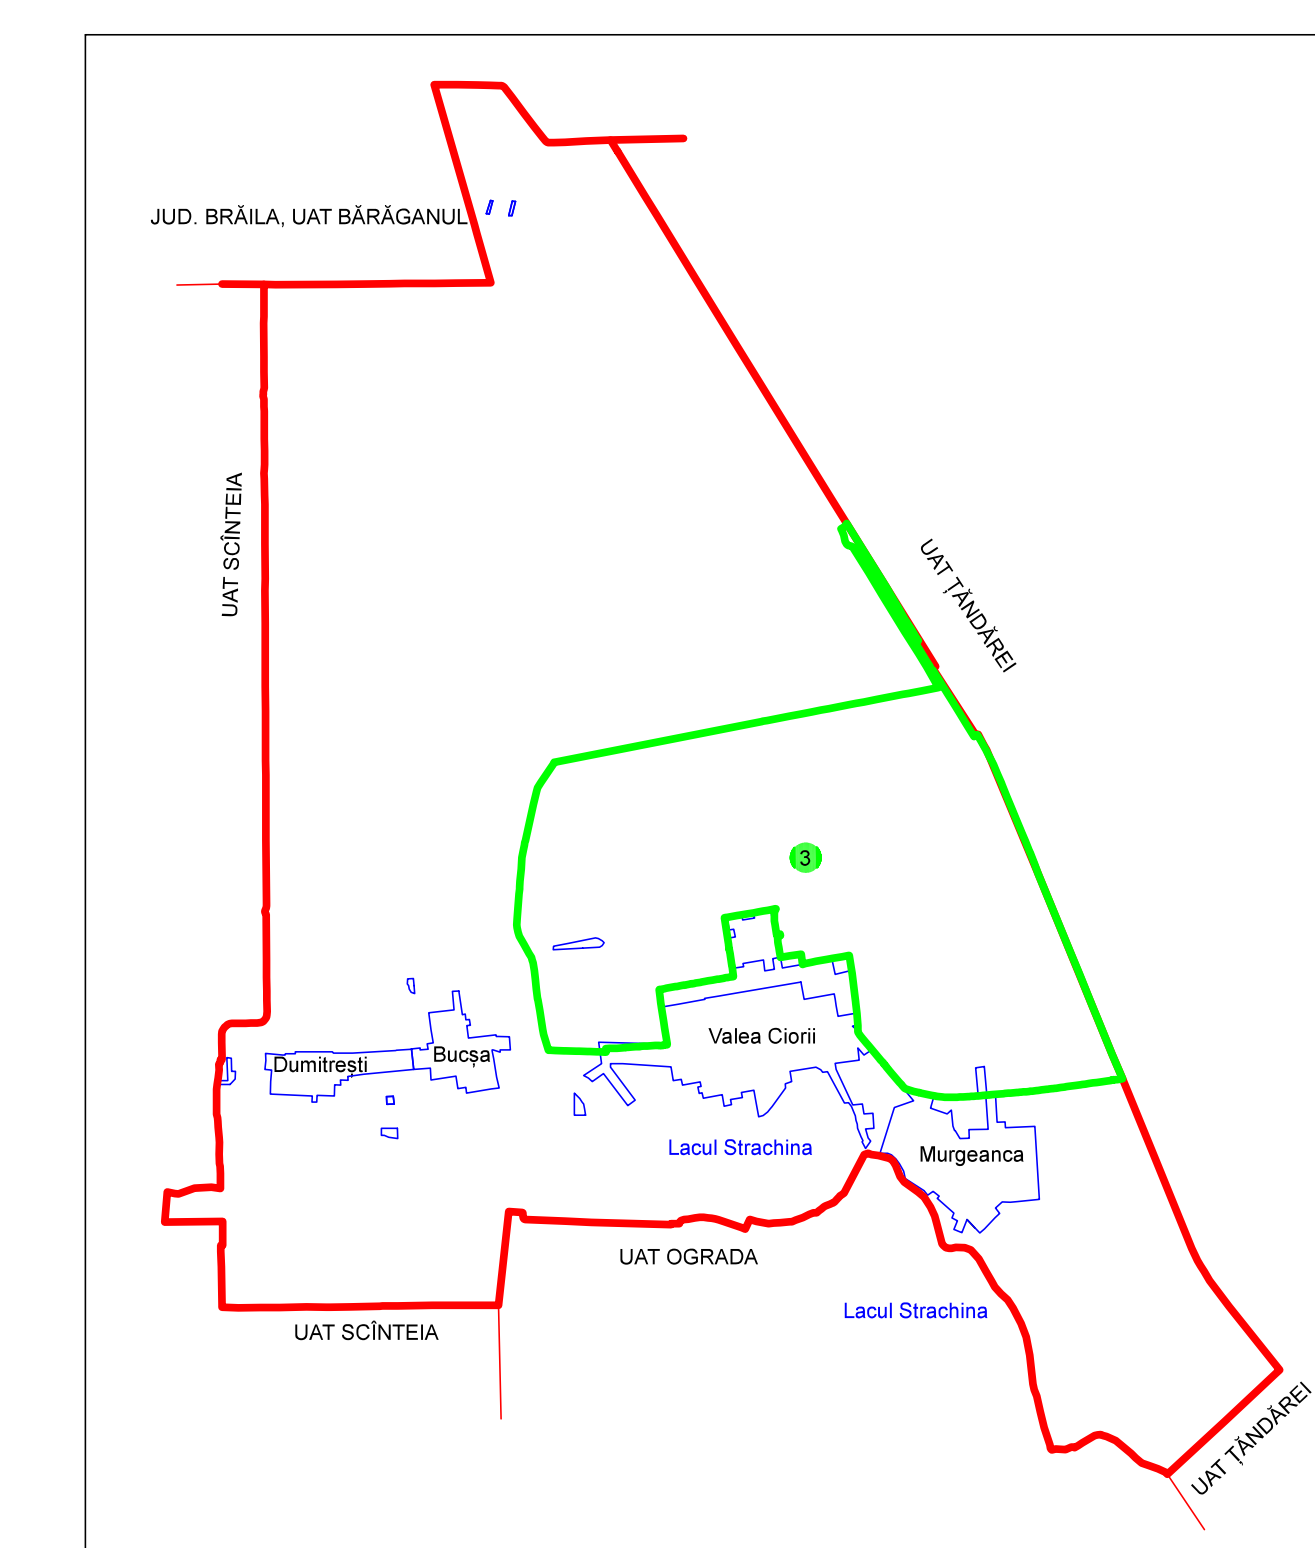 JUD. BRĂILA, UAT BĂRĂGANUL
UAT SCÎNTEIA
UAT ȚĂNDĂREI
3
Valea Ciorii
Bucșa
Dumitrești
Lacul Strachina
Murgeanca
UAT OGRADA
Lacul Strachina
UAT SCÎNTEIA
UAT ȚĂNDĂREI